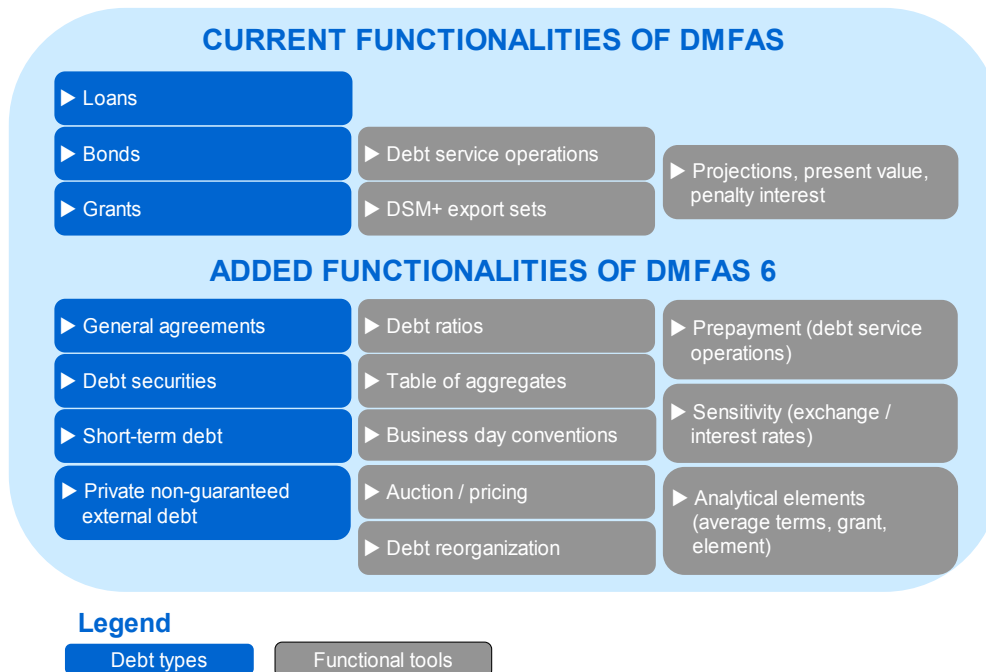 CURRENT FUNCTIONALITIES OF DMFAS
▶ Loans
▶ Bonds
▶ Grants
▶ Debt service operations
▶ DSM+ export sets
▶ Projections, present value,
penalty interest
ADDED FUNCTIONALITIES OF DMFAS 6
▶ General agreements
▶ Debt securities
▶ Short-term debt
▶ Private non-guaranteed
external debt
▶ Debt ratios
▶ Table of aggregates
▶ Business day conventions
▶ Auction / pricing
▶ Debt reorganization
▶ Prepayment (debt service
operations)
▶ Sensitivity (exchange /
interest rates)
▶ Analytical elements
(average terms, grant,
element)
Legend
Debt types
Functional tools